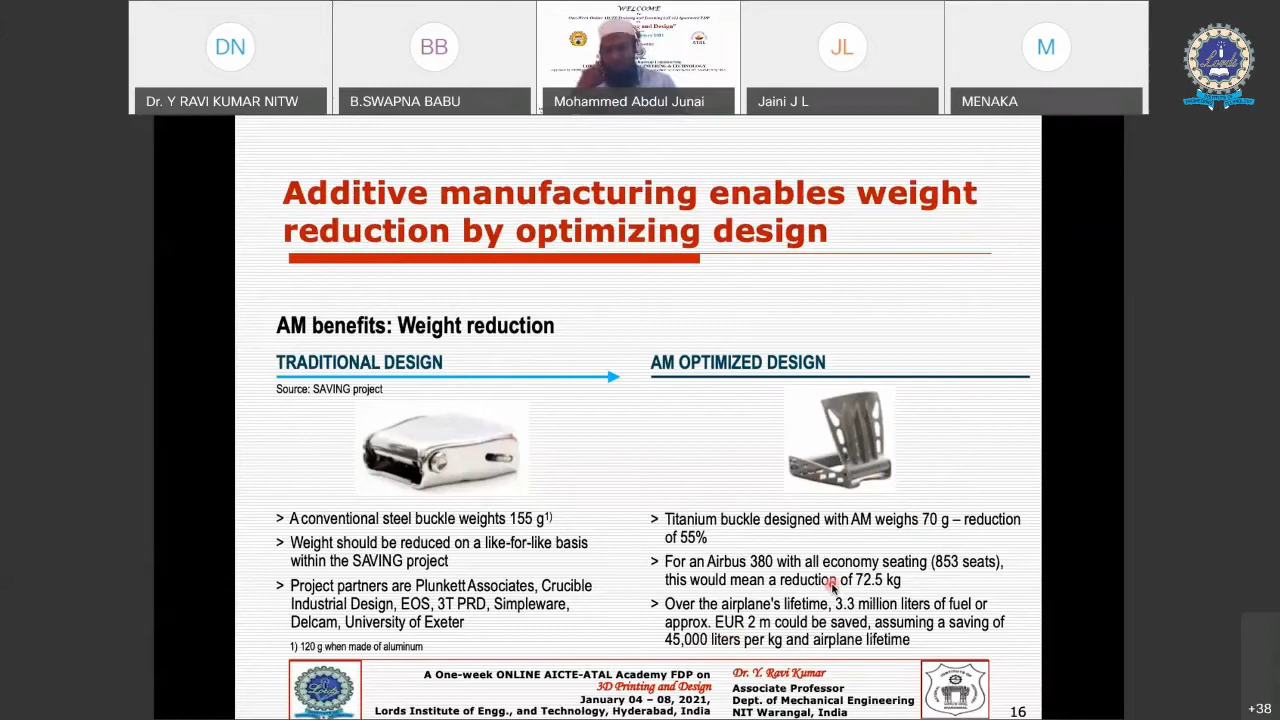 DN
BB
WELCOME
JL
M
Dr. Y RAVI KUMAR NITW
B.SWAPNA BABU
Mohammed Abdul Junai
Jaini J L
MENAKA
Lords
Additive manufacturing enables weight
reduction by optimizing design
AM benefits: Weight reduction
TRADITIONAL DESIGN
Source: SAVING project
> A conventional steel buckle weights 155 g1)
> Weight should be reduced on a like-for-like basis
within the SAVING project
> Project partners are Plunkett Associates, Crucible
Industrial Design, EOS, 3T PRD, Simpleware,
Delcam, University of Exeter
1) 120 g when made of aluminum
AM OPTIMIZED DESIGN
> Titanium buckle designed with AM weighs 70 g – reduction
of 55%
> For an Airbus 380 with all economy seating (853 seats),
this would mean a reduction of 72.5 kg
> Over the airplane's lifetime, 3.3 million liters of fuel or
approx. EUR 2 m could be saved, assuming a saving of
45,000 liters per kg and airplane lifetime
Lords
A One-week ONLINE AICTE-ATAL Academy FDP on
3D Printing and Design
January 04 – 08, 2021,
Lords Institute of Engg., and Technology, Hyderabad, India
Dr. Y. Ravi Kumar
Associate Professor
Dept. of Mechanical Engineering
NIT Warangal, India
16
+38